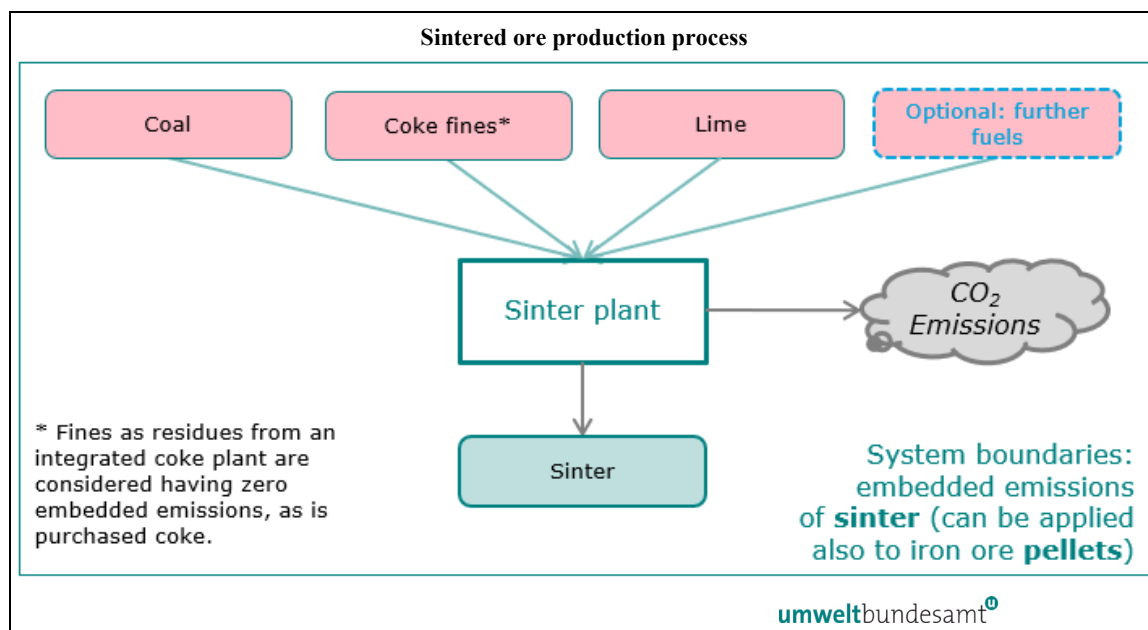 Sintered ore production process
Coal
Coke fines*
Lime
Optional: further
fuels
Sinter plant
CO₂
Emissions
Sinter
* Fines as residues from an
integrated coke plant are
considered having zero
embedded emissions, as is
purchased coke.
System boundaries:
embedded emissions
of sinter (can be applied
also to iron ore pellets)
umweltbundesamt u